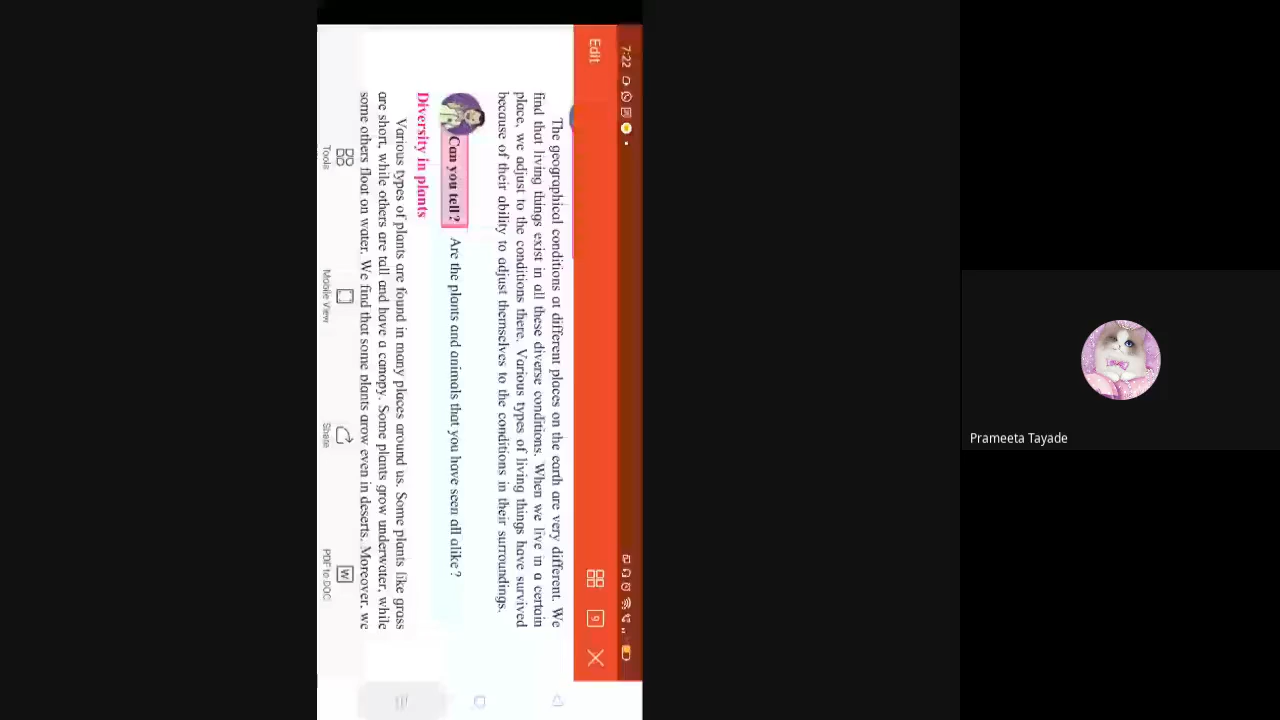 7:22
Edit
9
The geographical conditions at different places on the earth are very different. We
find that living things exist in all these diverse conditions. When we live in a certain
place, we adjust to the conditions there. Various types of living things have survived
because of their ability to adjust themselves to the conditions in their surroundings.
Can you tell? Are the plants and animals that you have seen all alike?
Diversity in plants
Various types of plants are found in many places around us. Some plants like grass
are short, while others are tall and have a canopy. Some plants grow underwater, while
some others float on water. We find that some plants grow even in deserts. Moreover, we
Tools
Mobile View
Share
W
PDF to DOC
Prameeta Tayade